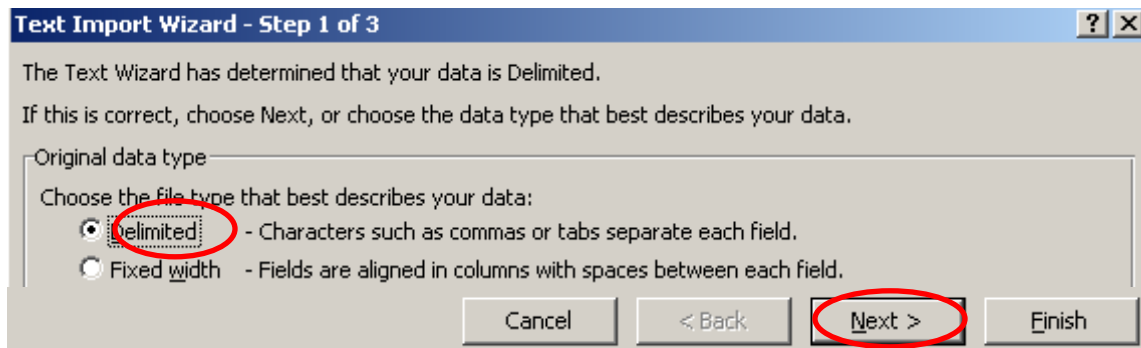 Text Import Wizard - Step 1 of 3
The Text Wizard has determined that your data is Delimited.
If this is correct, choose Next, or choose the data type that best describes your data.
Original data type
Choose the file type that best describes your data:
Delimited - Characters such as commas or tabs separate each field.
Fixed width - Fields are aligned in columns with spaces between each field.
Cancel < Back Next > Finish